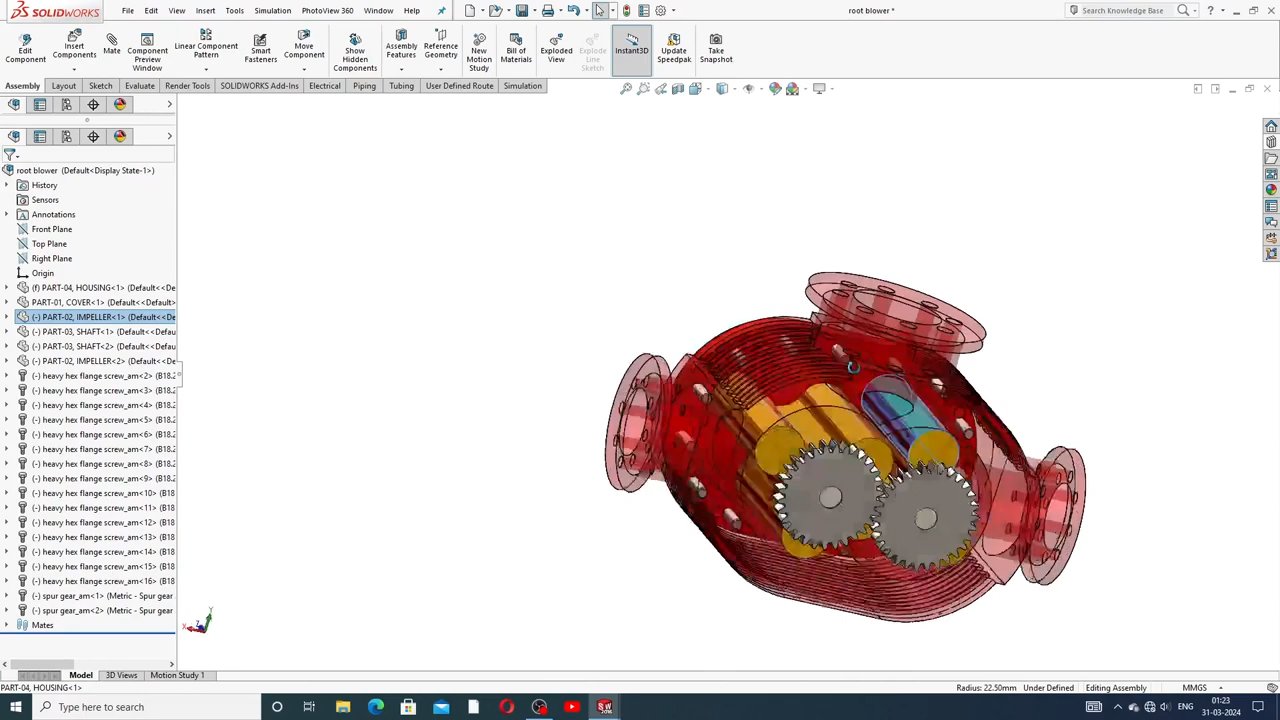 SOLIDWORKS
File Edit View Insert Tools Simulation PhotoView 360 Window Help
root blower *
Search Knowledge Base
Edit Component
Insert Components
Mate
Component Preview Window
Linear Component Pattern
Smart Fasteners
Move Component
Show Hidden Components
Assembly Features
Reference Geometry
New Motion Study
Bill of Materials
Exploded View
Explode Line Sketch
Instant3D
Update Speedpak
Take Snapshot
Assembly Layout Sketch Evaluate Render Tools SOLIDWORKS Add-Ins Electrical Piping Tubing User Defined Route Simulation
root blower (Default<Display State-1>)
History
Sensors
Annotations
Front Plane
Top Plane
Right Plane
Origin
(f) PART-04, HOUSING<1> (Default<<De
PART-01, COVER<1> (Default<<Default>
(-) PART-02, IMPELLER<1> (Default<<De
(-) PART-03, SHAFT<1> (Default<<Defau
(-) PART-03, SHAFT<2> (Default<<Defau
(-) PART-02, IMPELLER<2> (Default<<De
(-) heavy hex flange screw_am<2> (B18.2
(-) heavy hex flange screw_am<3> (B18.2
(-) heavy hex flange screw_am<4> (B18.2
(-) heavy hex flange screw_am<5> (B18.2
(-) heavy hex flange screw_am<6> (B18.2
(-) heavy hex flange screw_am<7> (B18.2
(-) heavy hex flange screw_am<8> (B18.2
(-) heavy hex flange screw_am<9> (B18.2
(-) heavy hex flange screw_am<10> (B18
(-) heavy hex flange screw_am<11> (B18
(-) heavy hex flange screw_am<12> (B18
(-) heavy hex flange screw_am<13> (B18
(-) heavy hex flange screw_am<14> (B18
(-) heavy hex flange screw_am<15> (B18
(-) heavy hex flange screw_am<16> (B18
(-) spur gear_am<1> (Metric - Spur gear
(-) spur gear_am<2> (Metric - Spur gear
Mates
Y
X
Z
Model 3D Views Motion Study 1
PART-04, HOUSING<1>
Radius: 22.50mm Under Defined Editing Assembly MMGS
Type here to search
ENG
01:23
31-03-2024